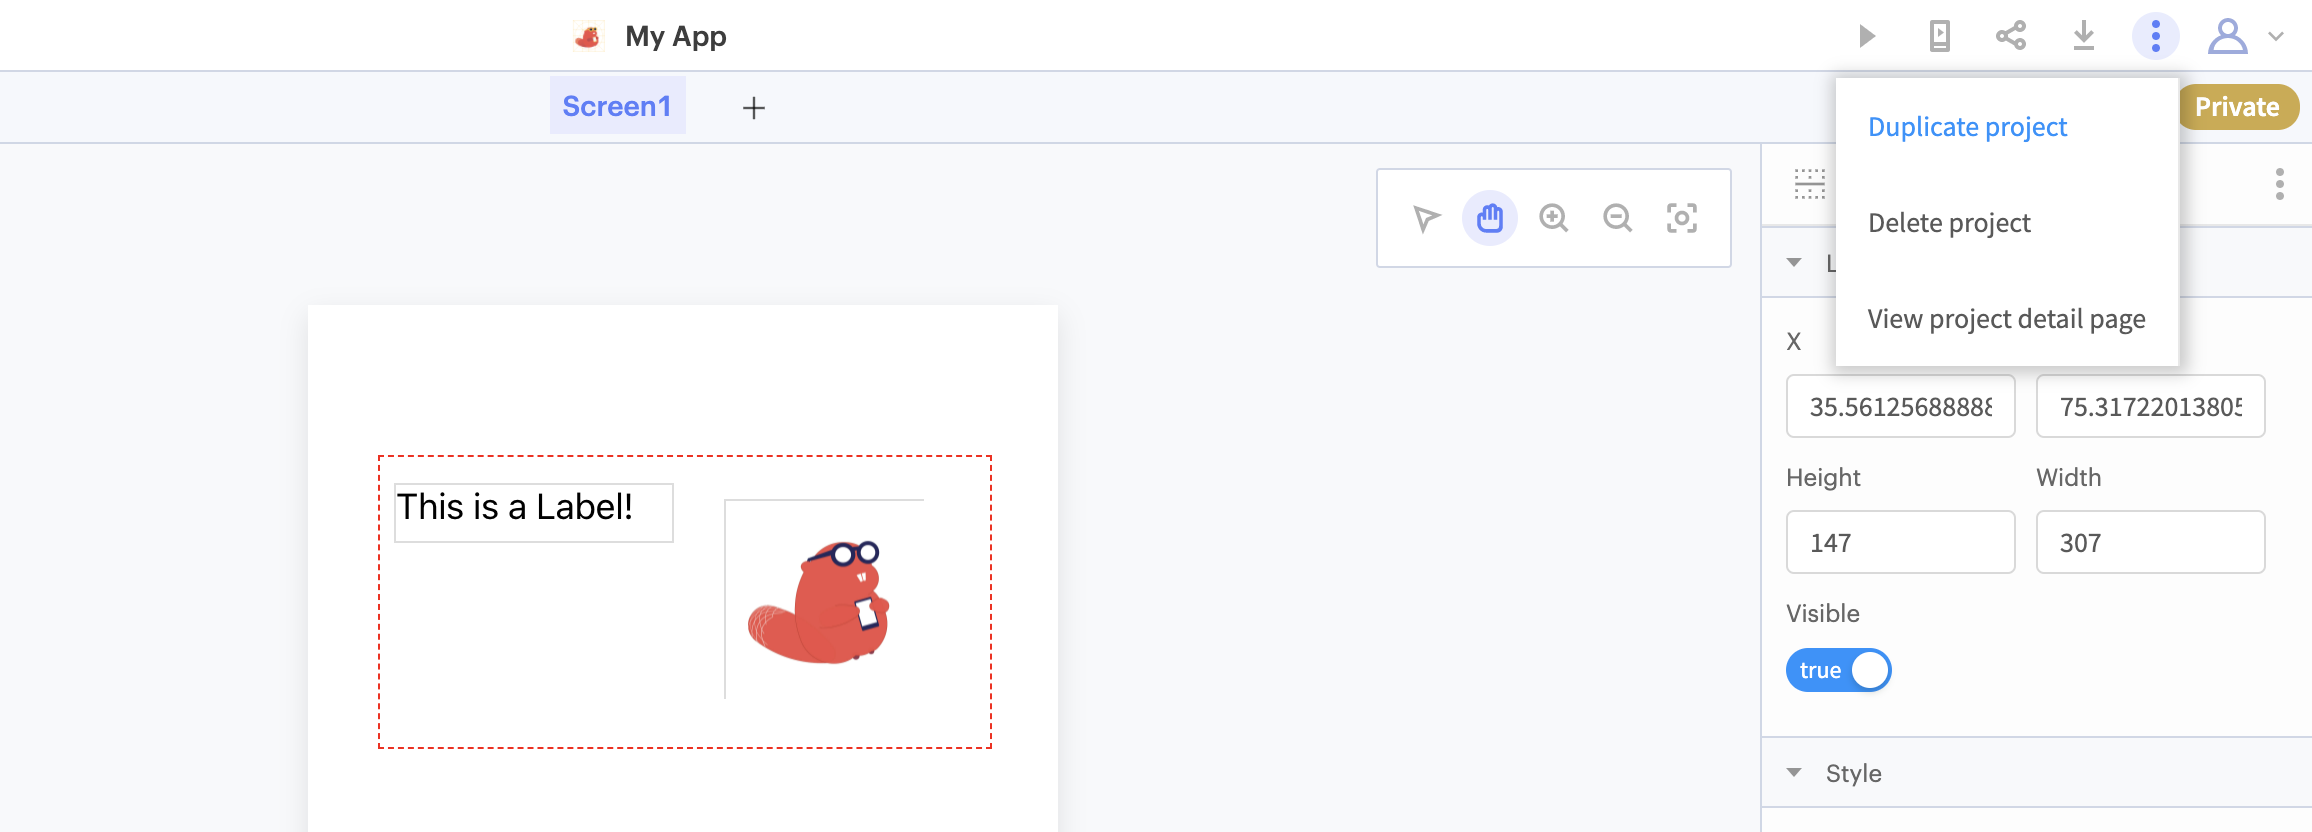 My App
Screen1
Private
Duplicate project
Delete project
View project detail page
L
X
35.5612568888
75.31722013805
Height
Width
147
307
Visible
true
Style
This is a Label!